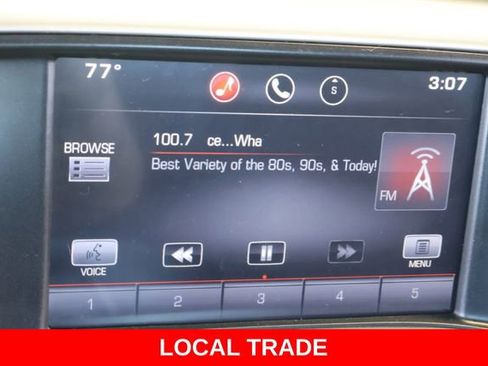 77° S 3:07
BROWSE 100.7 ce...Wha
Best Variety of the 80s, 90s, & Today!
FM
VOICE MENU
1 2 3 4 5
LOCAL TRADE